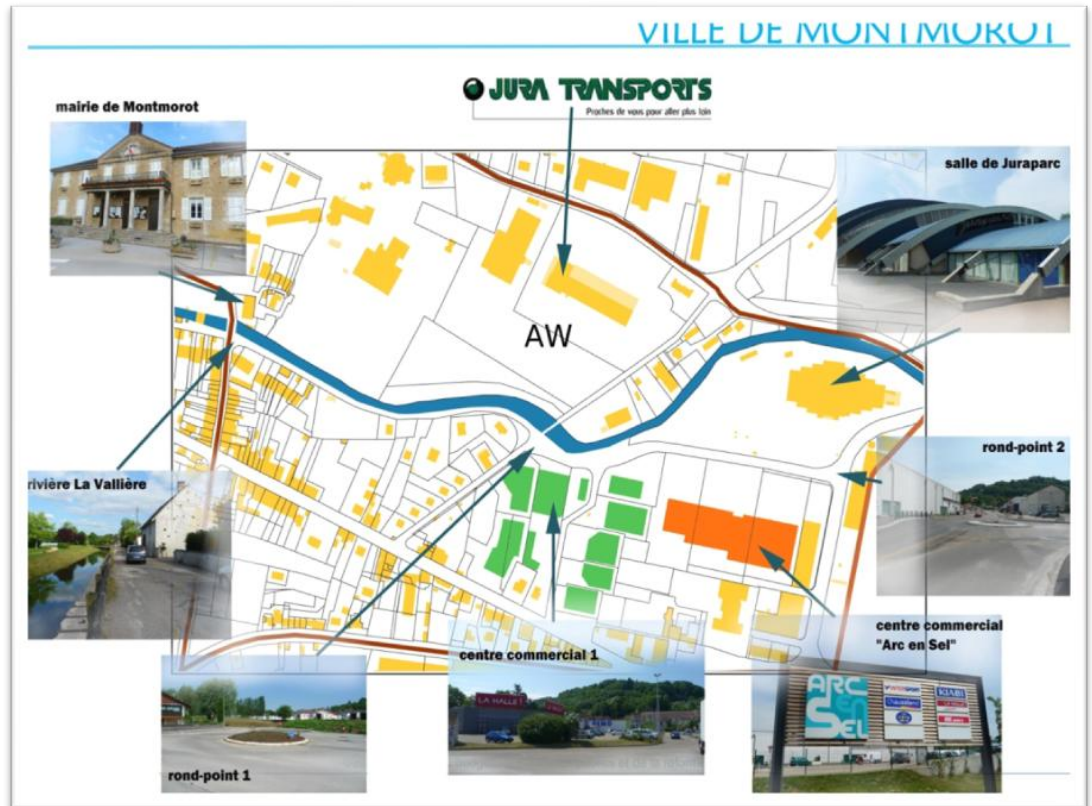 VILLE DE MONTMOROT
JURA TRANSPORTS
Proches de vous pour aller plus loin
mairie de Montmorot
salle de Juraparc
AW
rond-point 2
rivière La Vallière
centre commercial
"Arc en Sel"
centre commercial 1
LA HALLE
ARC
EN
SEL
KIABI
rond-point 1